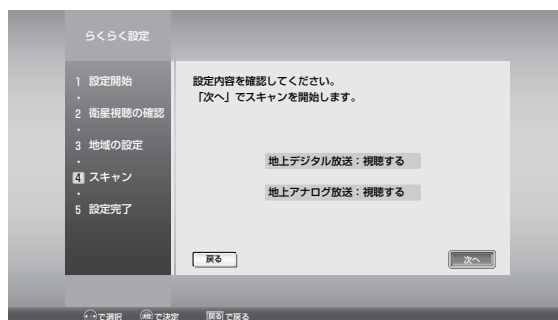 らくらく設定
1 設定開始
2 衛星視聴の確認
3 地域の設定
4 スキャン
5 設定完了
設定内容を確認してください。
「次へ」でスキャンを開始します。
地上デジタル放送：視聴する
地上アナログ放送：視聴する
戻る
次へ
で選択 決定で決定 戻るで戻る